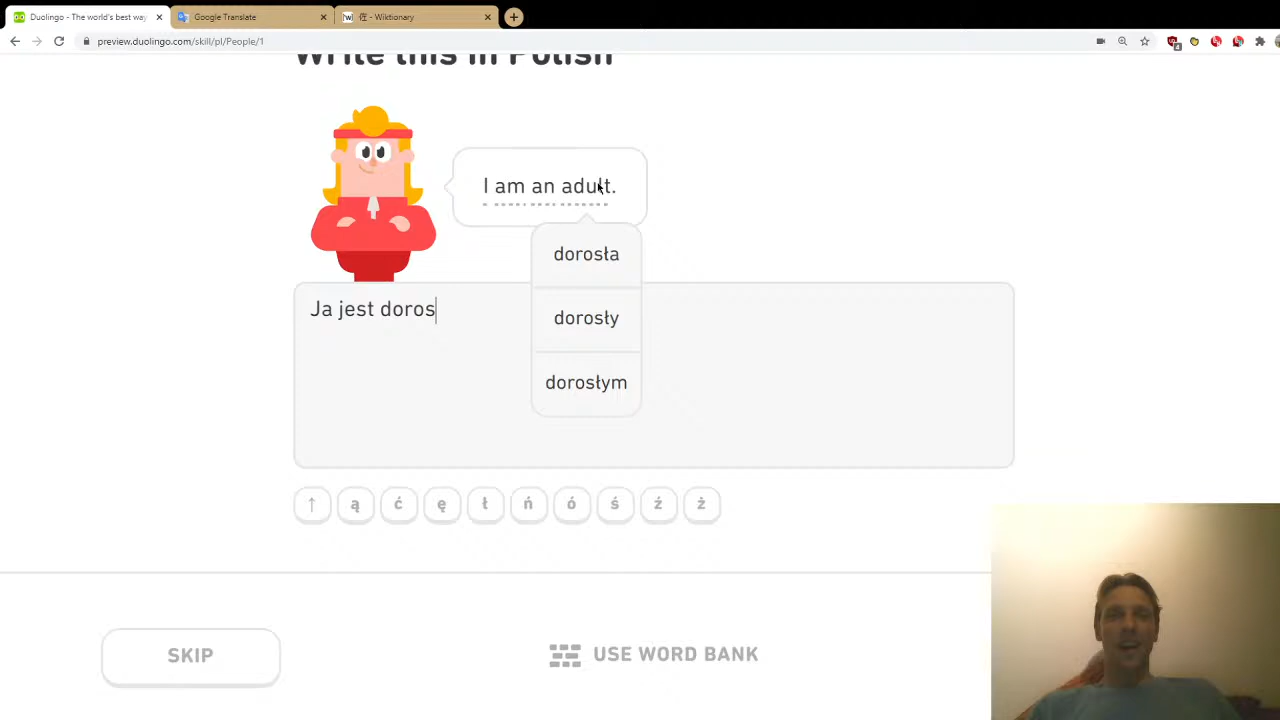 Duolingo - The world's best way
Google Translate
佐 - Wiktionary
preview.duolingo.com/skill/pl/People/1
Write this in Polish
I am an adult.
dorosła
dorosły
dorosłym
Ja jest doros
↑ ą ć ę ł ń ó ś ź ż
SKIP
USE WORD BANK